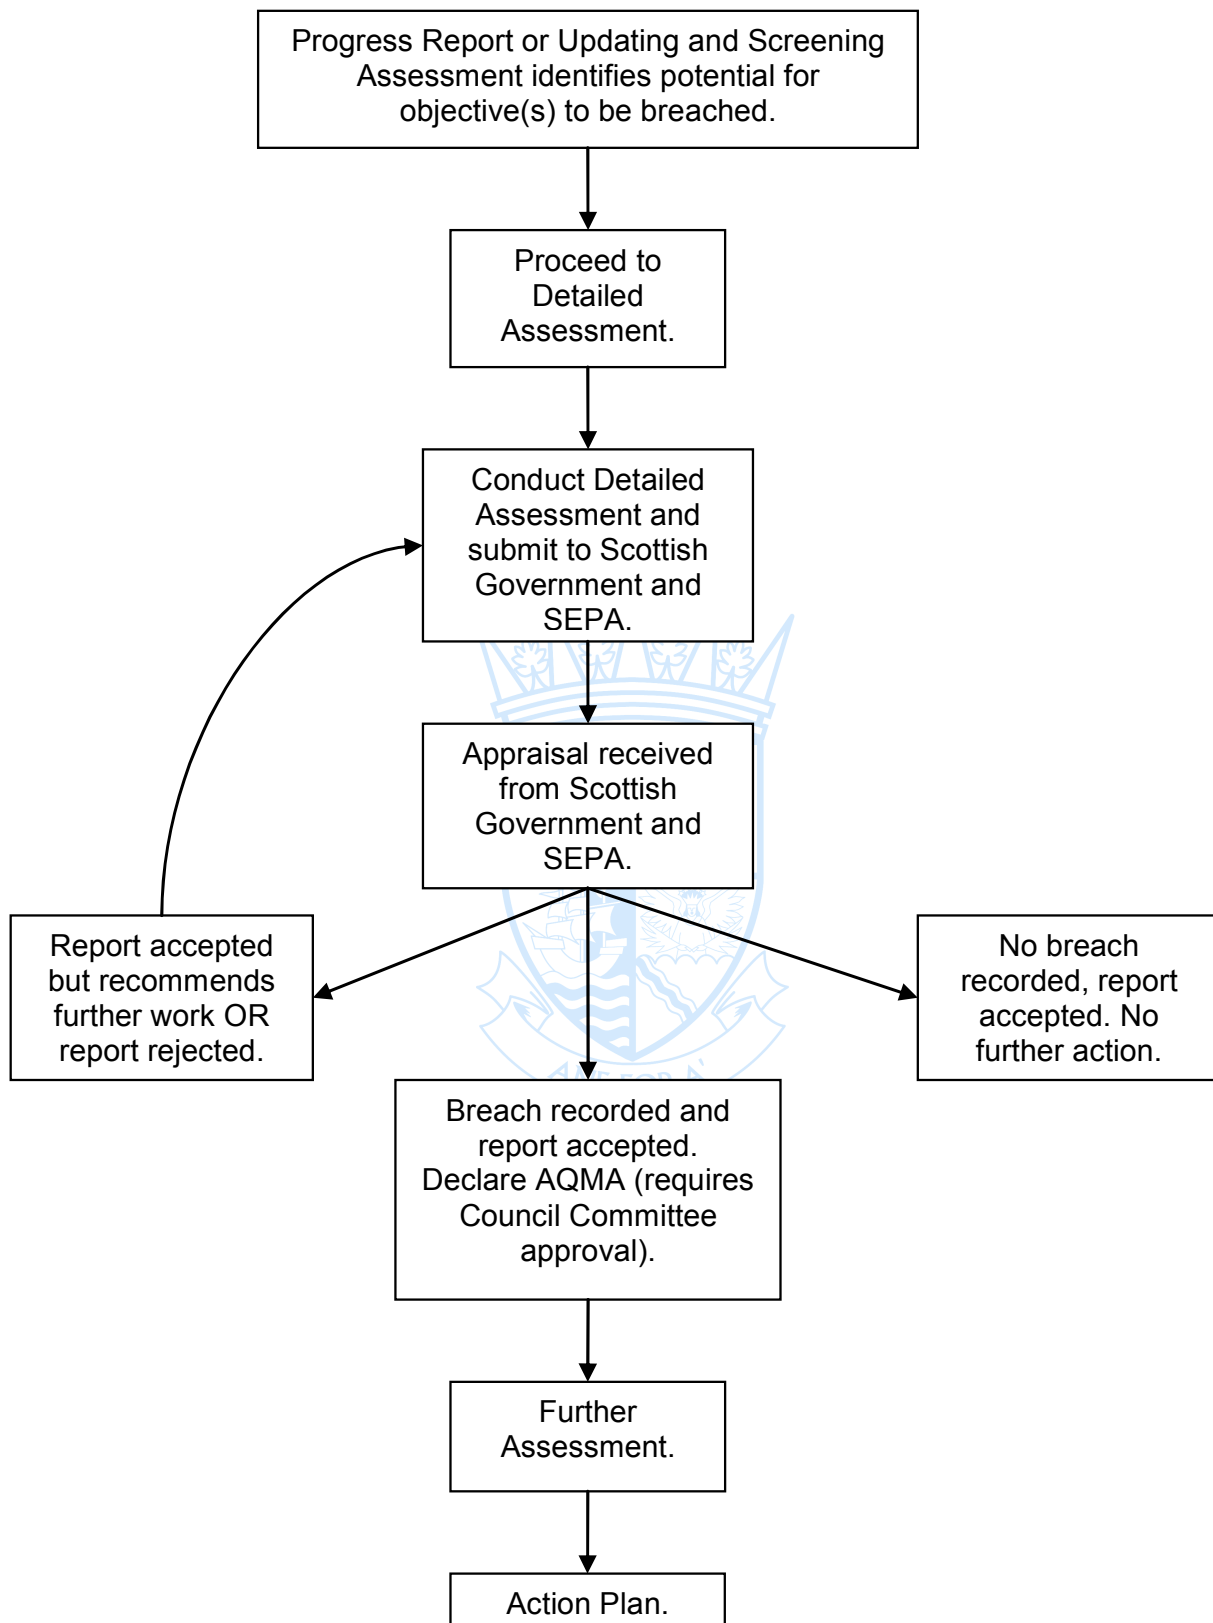 Progress Report or Updating and Screening
Assessment identifies potential for
objective(s) to be breached.
Proceed to
Detailed
Assessment.
Conduct Detailed
Assessment and
submit to Scottish
Government and
SEPA.
Appraisal received
from Scottish
Government and
SEPA.
Report accepted
but recommends
further work OR
report rejected.
No breach
recorded, report
accepted. No
further action.
Breach recorded and
report accepted.
Declare AQMA (requires
Council Committee
approval).
Further
Assessment.
Action Plan.